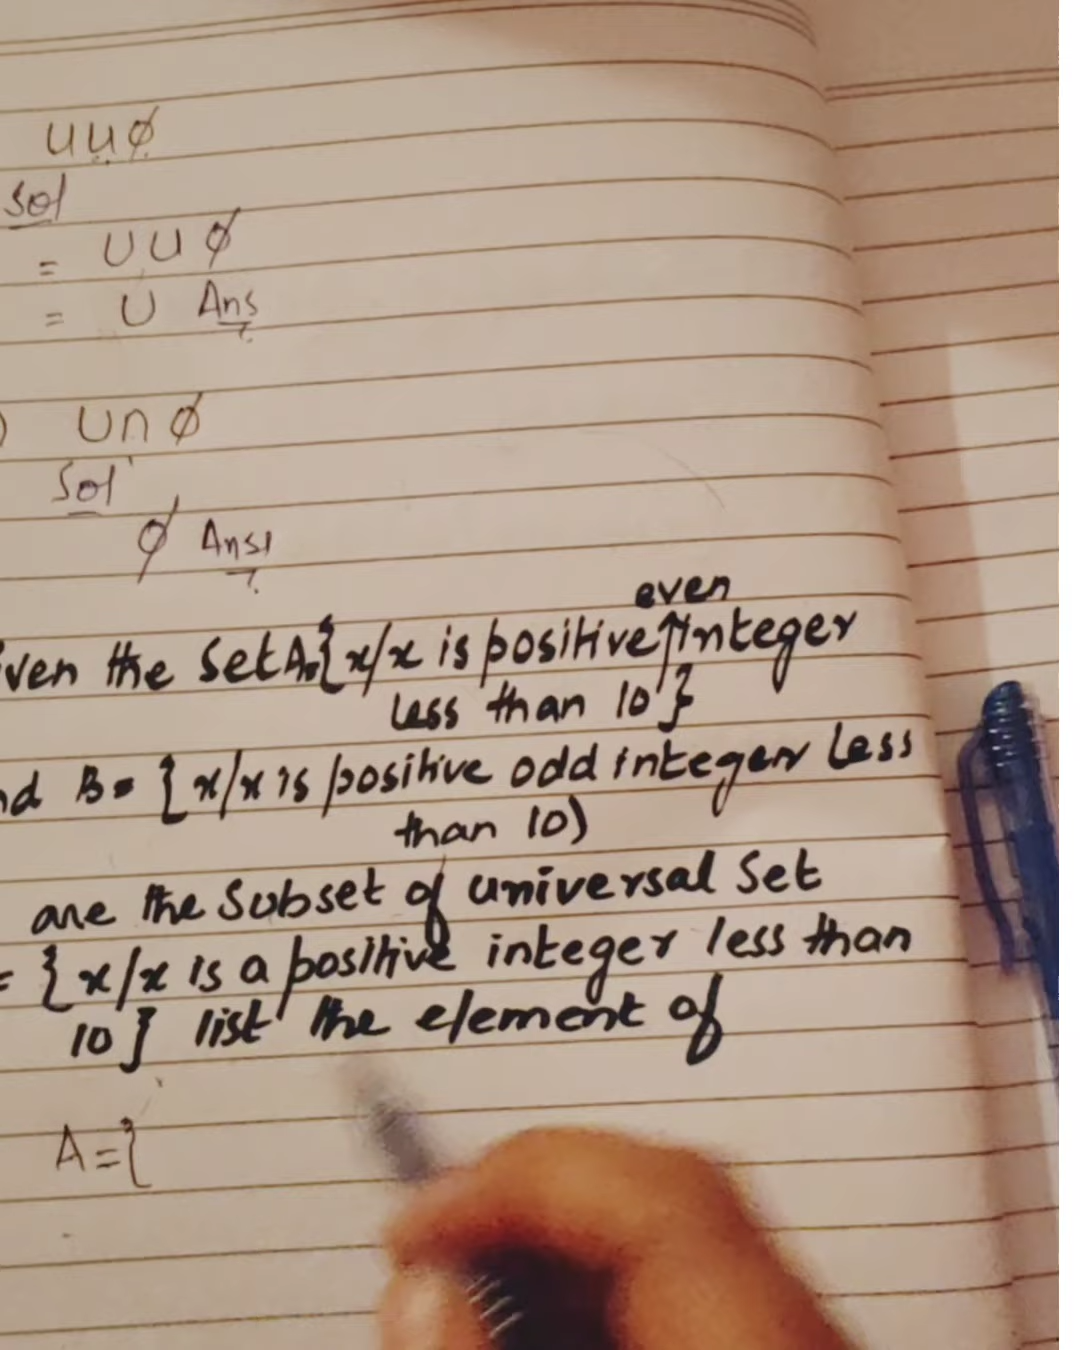 U ∪ ∅
Sol
= U ∪ ∅
= U Ans
) U ∩ ∅
Sol
∅ Ans
even
iven the Set A={x/x is positive ↑ integer
less than 10}
nd B = {x/x is positive odd integer less
than 10)
are the Subset of universal Set
= {x/x is a positive integer less than
10} list the element of
A={